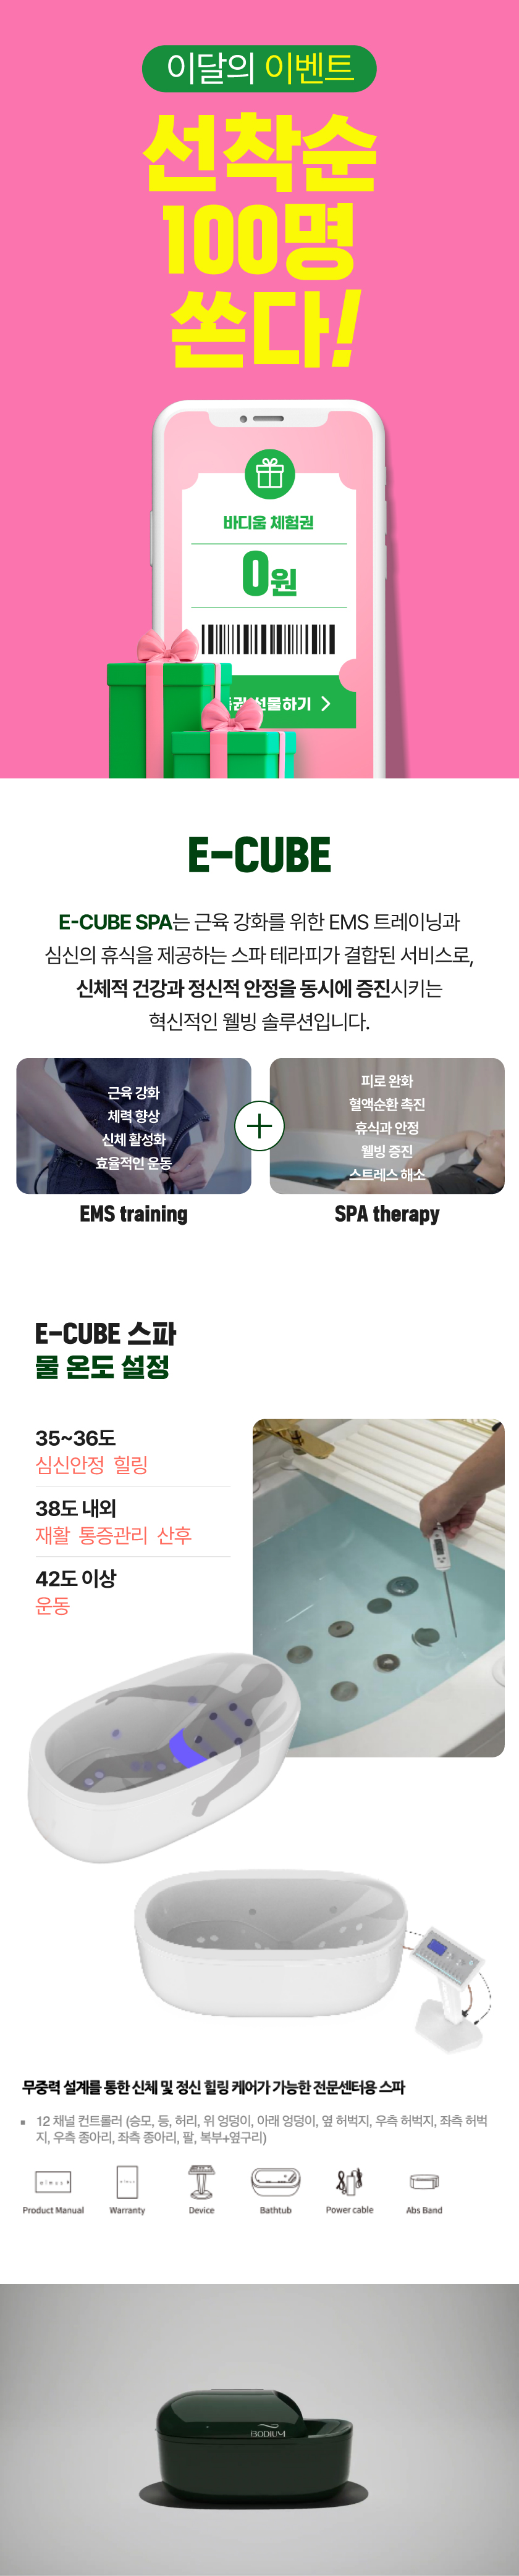 이달의 이벤트
선착순
100명
쏜다!
바디움 체험권
0원
선물하기 >
E-CUBE
E-CUBE SPA는 근육 강화를 위한 EMS 트레이닝과
심신의 휴식을 제공하는 스파 테라피가 결합된 서비스로,
신체적 건강과 정신적 안정을 동시에 증진시키는
혁신적인 웰빙 솔루션입니다.
근육 강화
체력 향상
신체 활성화
효율적인 운동
EMS training
피로 완화
혈액순환 촉진
휴식과 안정
웰빙 증진
스트레스 해소
SPA therapy
E-CUBE 스파
물 온도 설정
35~36도
심신안정 힐링
38도 내외
재활 통증관리 산후
42도 이상
운동
무중력 설계를 통한 신체 및 정신 힐링 케어가 가능한 전문센터용 스파
▪ 12 채널 컨트롤러 (승모, 등, 허리, 위 엉덩이, 아래 엉덩이, 옆 허벅지, 우측 허벅지, 좌측 허벅
지, 우측 종아리, 좌측 종아리, 팔, 복부+옆구리)
Product Manual
Warranty
Device
Bathtub
Power cable
Abs Band
BODIUM